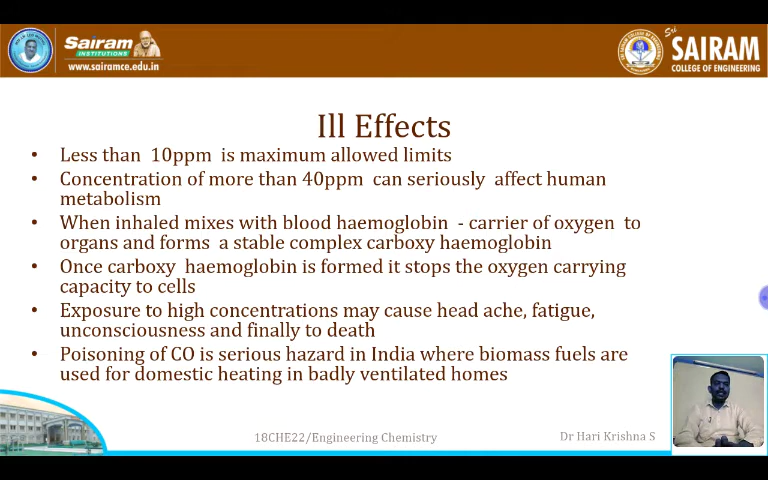 Sairam
INSTITUTIONS
www.sairamce.edu.in
Sri
SAIRAM
COLLEGE OF ENGINEERING
Ill Effects
• Less than 10ppm is maximum allowed limits
• Concentration of more than 40ppm can seriously affect human
metabolism
• When inhaled mixes with blood haemoglobin - carrier of oxygen to
organs and forms a stable complex carboxy haemoglobin
• Once carboxy haemoglobin is formed it stops the oxygen carrying
capacity to cells
• Exposure to high concentrations may cause head ache, fatigue,
unconsciousness and finally to death
• Poisoning of CO is serious hazard in India where biomass fuels are
used for domestic heating in badly ventilated homes
18CHE22/Engineering Chemistry
Dr Hari Krishna S